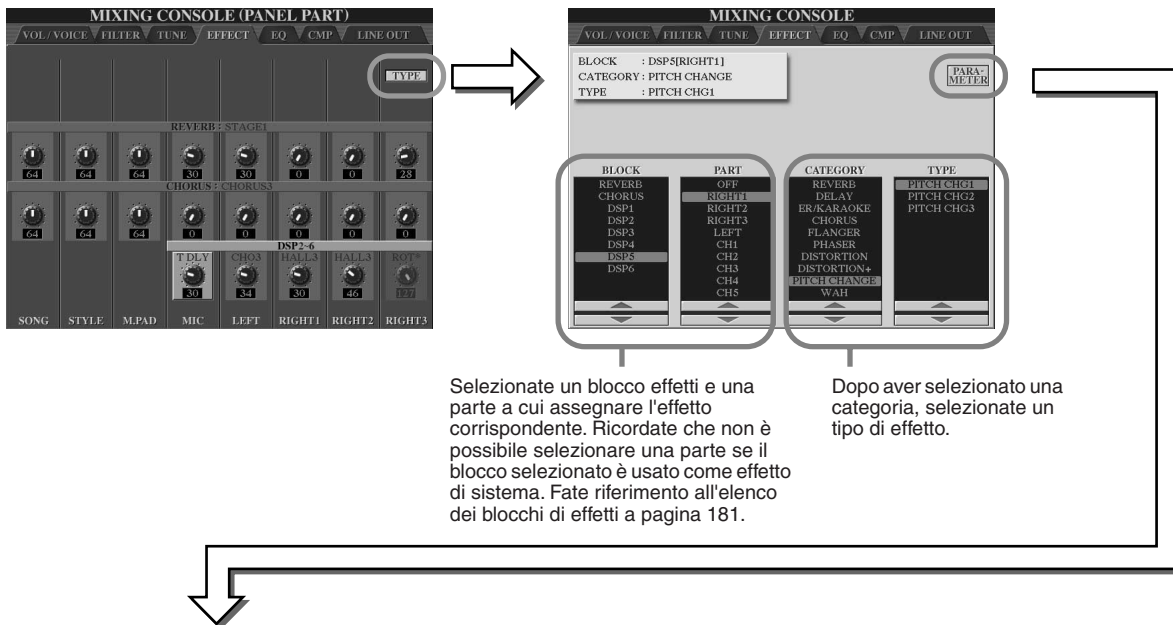 MIXING CONSOLE (PANEL PART)
VOL / VOICE FILTER TUNE EFFECT EQ CMP LINE OUT
TYPE
REVERB : STAGE1
64 64 64 30 30 0 0 28
CHORUS : CHORUS3
64 64 64 0 0 0 0 0
DSP2~6
T DLY CHO3 HALL3 HALL3 ROT*
30 34 30 46 127
SONG STYLE M.PAD MIC LEFT RIGHT1 RIGHT2 RIGHT3
MIXING CONSOLE
VOL / VOICE FILTER TUNE EFFECT EQ CMP LINE OUT
BLOCK : DSP5[RIGHT1]
CATEGORY : PITCH CHANGE
TYPE : PITCH CHG1
PARA-
METER
BLOCK
REVERB
CHORUS
DSP1
DSP2
DSP3
DSP4
DSP5
DSP6
PART
OFF
RIGHT1
RIGHT2
RIGHT3
LEFT
CH1
CH2
CH3
CH4
CH5
CATEGORY
REVERB
DELAY
ER/KARAOKE
CHORUS
FLANGER
PHASER
DISTORTION
DISTORTION+
PITCH CHANGE
WAH
TYPE
PITCH CHG1
PITCH CHG2
PITCH CHG3
Selezionate un blocco effetti e una
parte a cui assegnare l'effetto
corrispondente. Ricordate che non è
possibile selezionare una parte se il
blocco selezionato è usato come effetto
di sistema. Fate riferimento all'elenco
dei blocchi di effetti a pagina 181.
Dopo aver selezionato una
categoria, selezionate un
tipo di effetto.